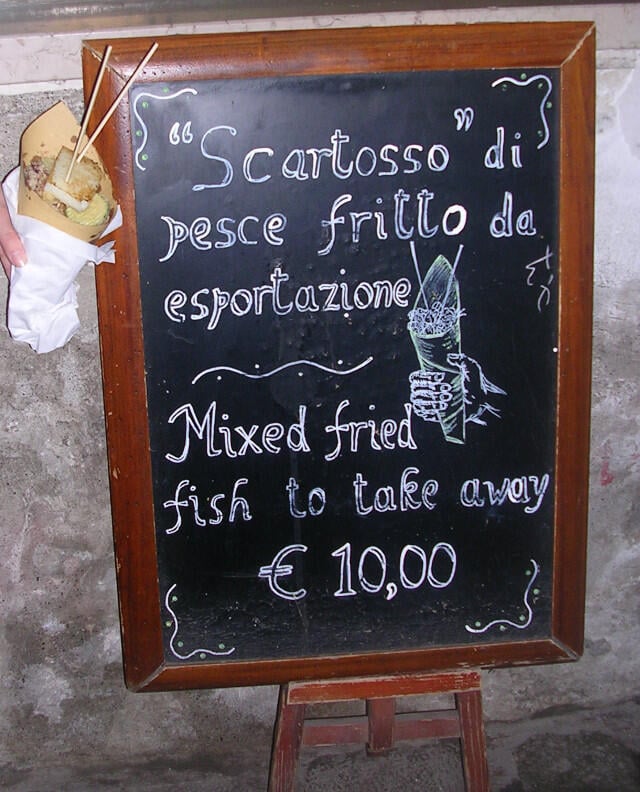 “Scartosso” di
pesce fritto da
esportazione
Mixed fried
fish to take away
€ 10,00